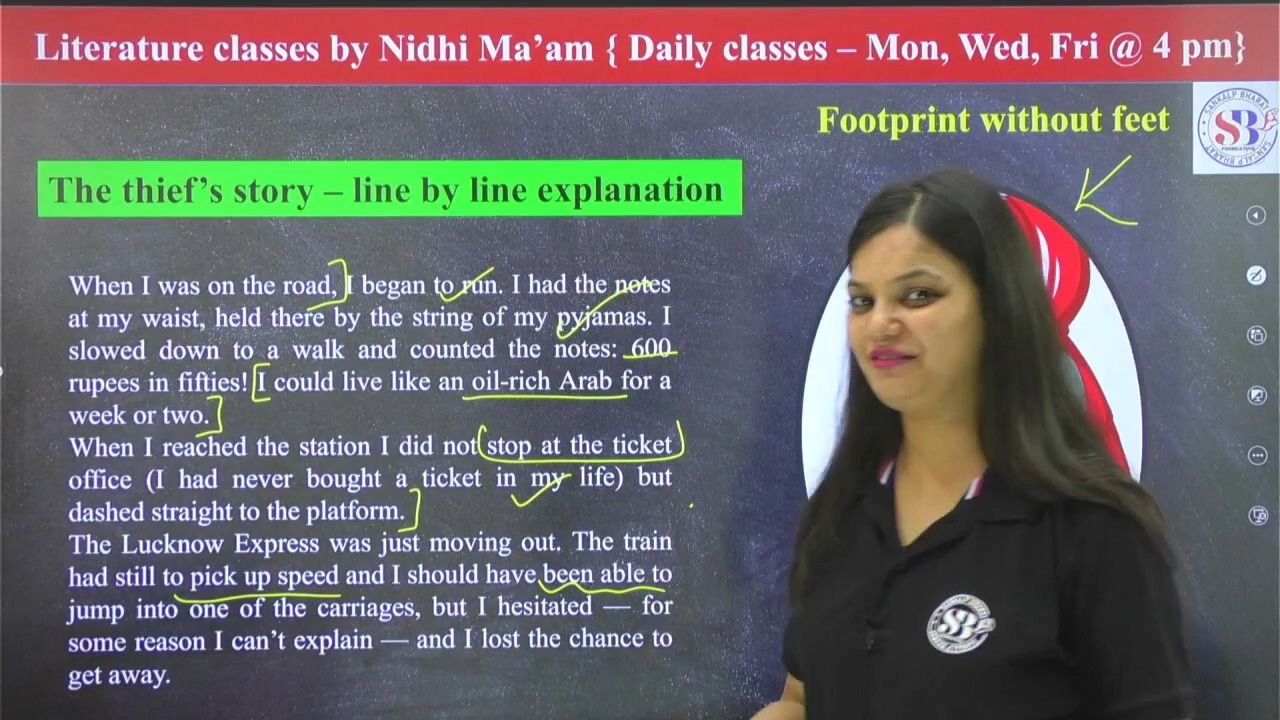 Literature classes by Nidhi Ma’am { Daily classes – Mon, Wed, Fri @ 4 pm}
Footprint without feet
SANKALP BHARAT
SB
FOUNDATION
The thief’s story – line by line explanation
When I was on the road, I began to run. I had the notes
at my waist, held there by the string of my pyjamas. I
slowed down to a walk and counted the notes: 600
rupees in fifties! I could live like an oil-rich Arab for a
week or two.
When I reached the station I did not stop at the ticket
office (I had never bought a ticket in my life) but
dashed straight to the platform.
The Lucknow Express was just moving out. The train
had still to pick up speed and I should have been able to
jump into one of the carriages, but I hesitated — for
some reason I can’t explain — and I lost the chance to
get away.
SB